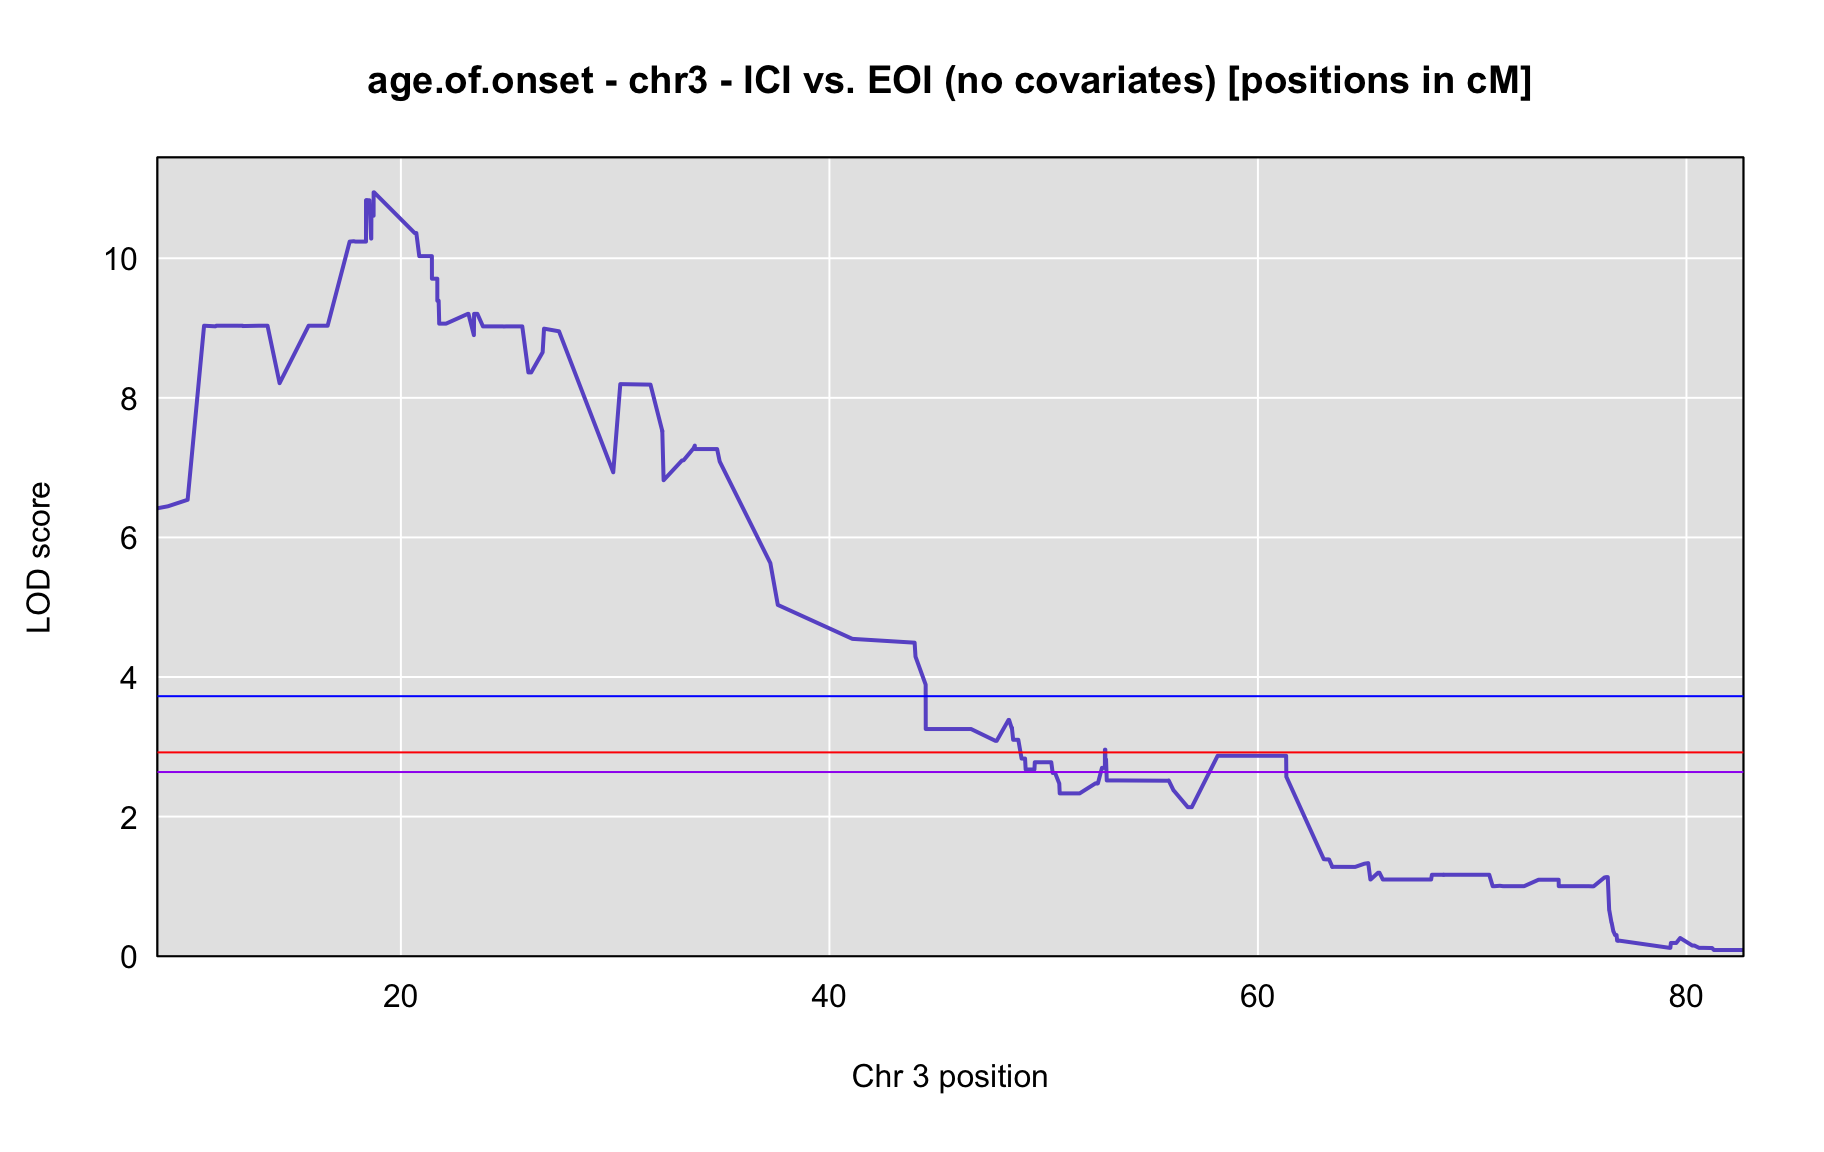 age.of.onset - chr3 - ICI vs. EOI (no covariates) [positions in cM]
10
8
6
4
2
0
LOD score
20 40 60 80
Chr 3 position